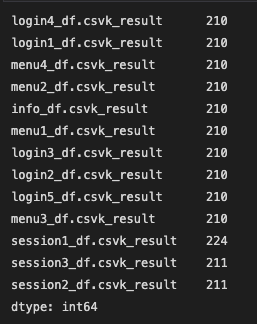 login4_df.csvk_result 210
login1_df.csvk_result 210
menu4_df.csvk_result 210
menu2_df.csvk_result 210
info_df.csvk_result 210
menu1_df.csvk_result 210
login3_df.csvk_result 210
login2_df.csvk_result 210
login5_df.csvk_result 210
menu3_df.csvk_result 210
session1_df.csvk_result 224
session3_df.csvk_result 211
session2_df.csvk_result 211
dtype: int64